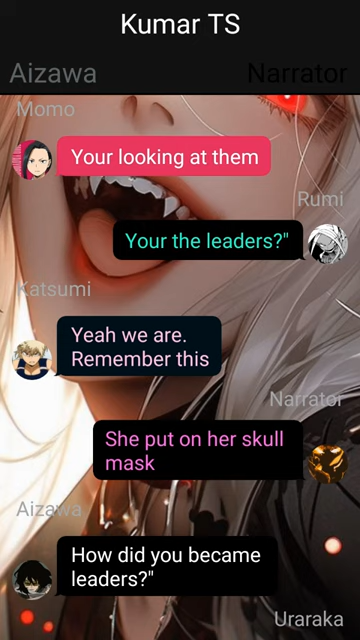 Kumar TS
Aizawa
Narrator
Momo
Your looking at them
Rumi
Your the leaders?"
Katsumi
Yeah we are.
Remember this
Narrator
She put on her skull
mask
Aizawa
How did you became
leaders?"
Uraraka